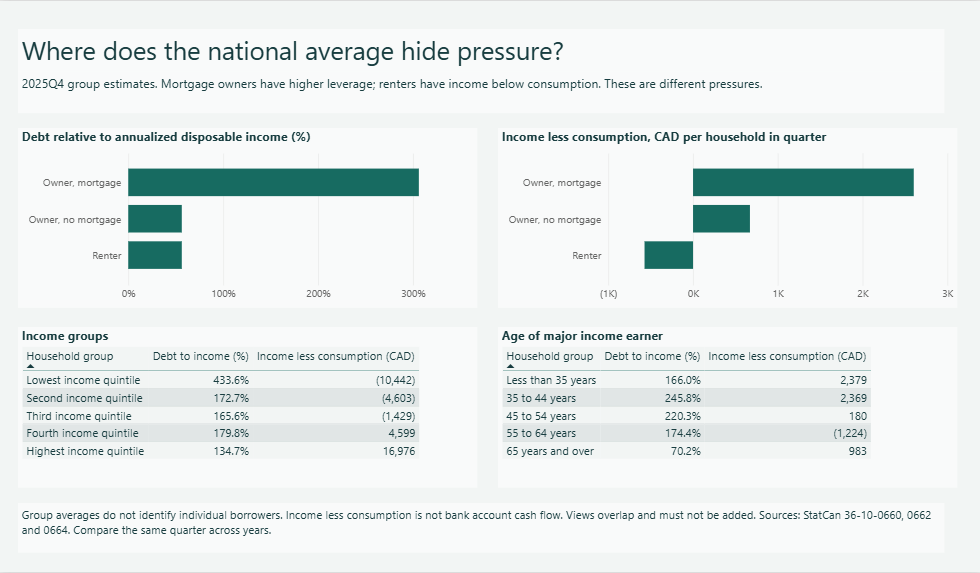 Where does the national average hide pressure?
2025Q4 group estimates. Mortgage owners have higher leverage; renters have income below consumption. These are different pressures.
Debt relative to annualized disposable income (%)
Owner, mortgage
Owner, no mortgage
Renter
0% 100% 200% 300%
Income less consumption, CAD per household in quarter
Owner, mortgage
Owner, no mortgage
Renter
(1K) 0K 1K 2K 3K
Income groups
Household group Debt to income (%) Income less consumption (CAD)
Lowest income quintile 433.6% (10,442)
Second income quintile 172.7% (4,603)
Third income quintile 165.6% (1,429)
Fourth income quintile 179.8% 4,599
Highest income quintile 134.7% 16,976
Age of major income earner
Household group Debt to income (%) Income less consumption (CAD)
Less than 35 years 166.0% 2,379
35 to 44 years 245.8% 2,369
45 to 54 years 220.3% 180
55 to 64 years 174.4% (1,224)
65 years and over 70.2% 983
Group averages do not identify individual borrowers. Income less consumption is not bank account cash flow. Views overlap and must not be added. Sources: StatCan 36-10-0660, 0662
and 0664. Compare the same quarter across years.